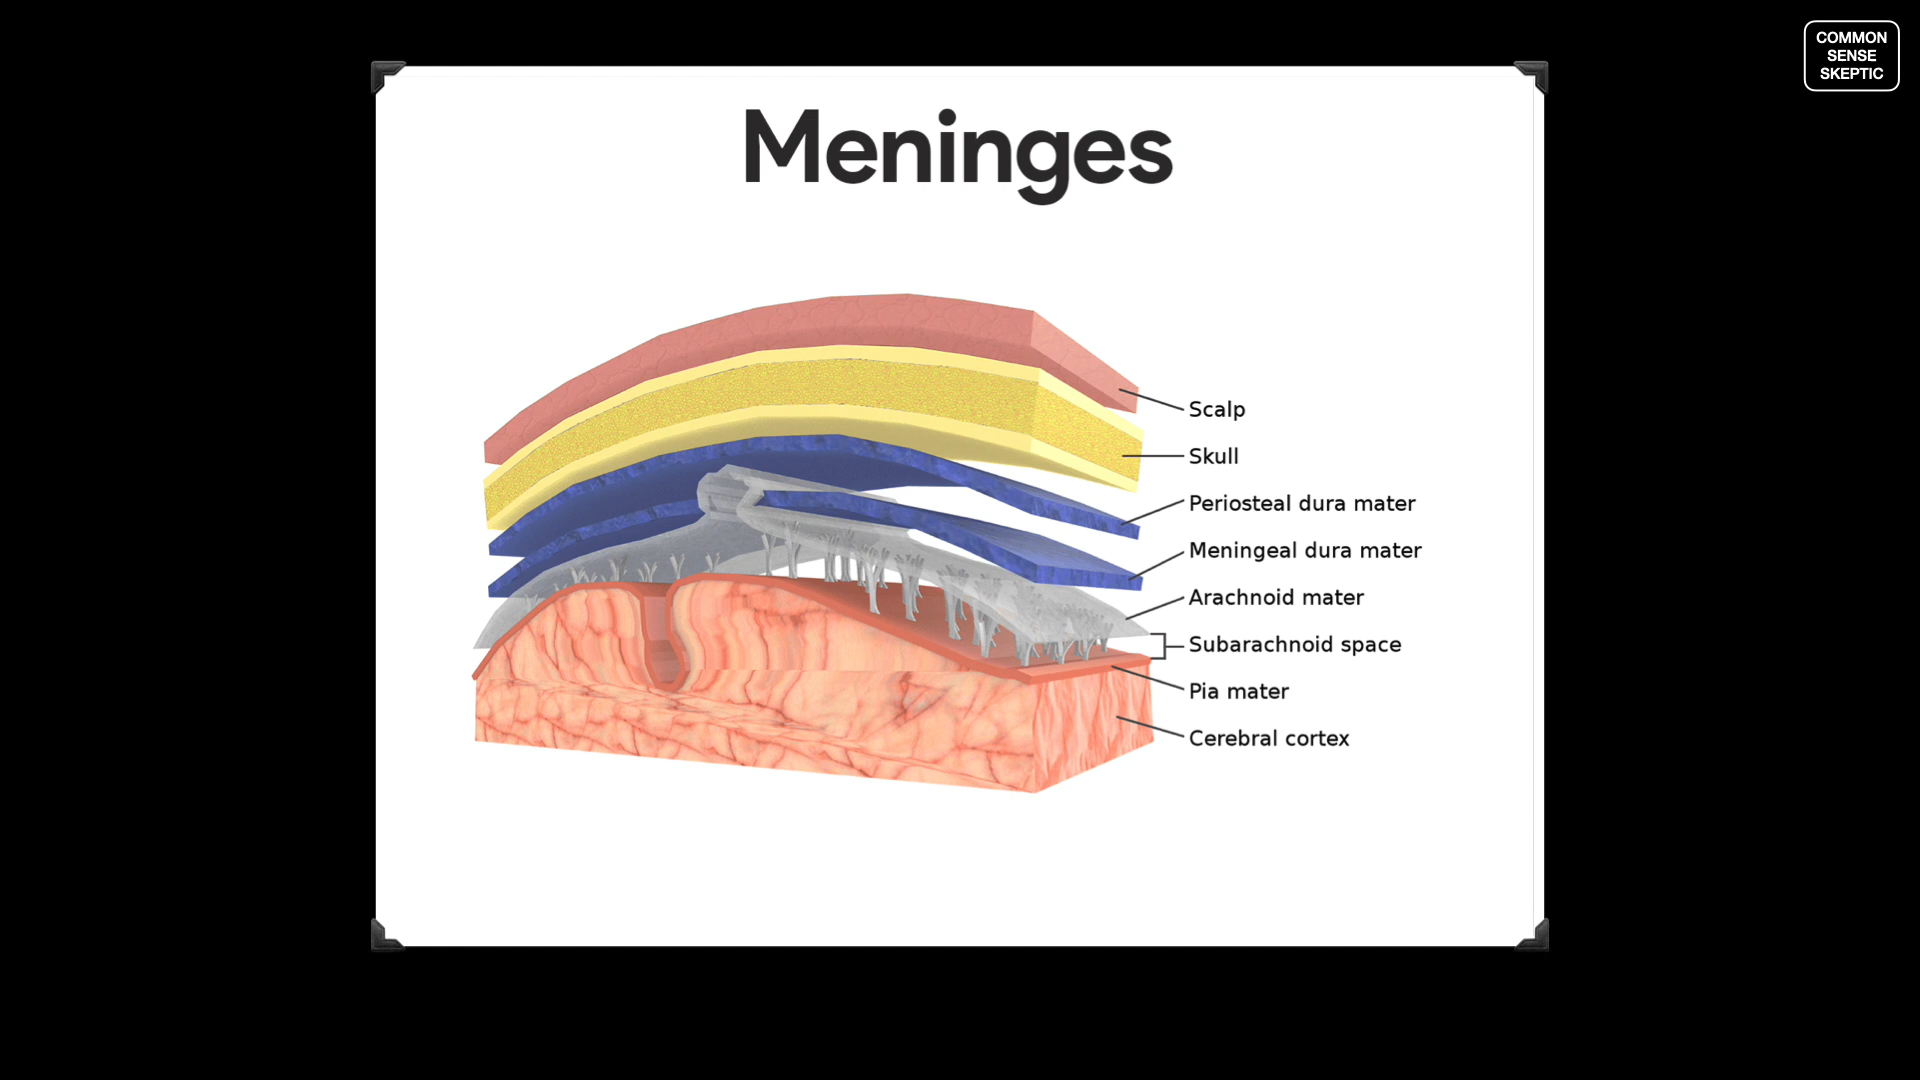 COMMON
SENSE
SKEPTIC
Meninges
Scalp
Skull
Periosteal dura mater
Meningeal dura mater
Arachnoid mater
Subarachnoid space
Pia mater
Cerebral cortex